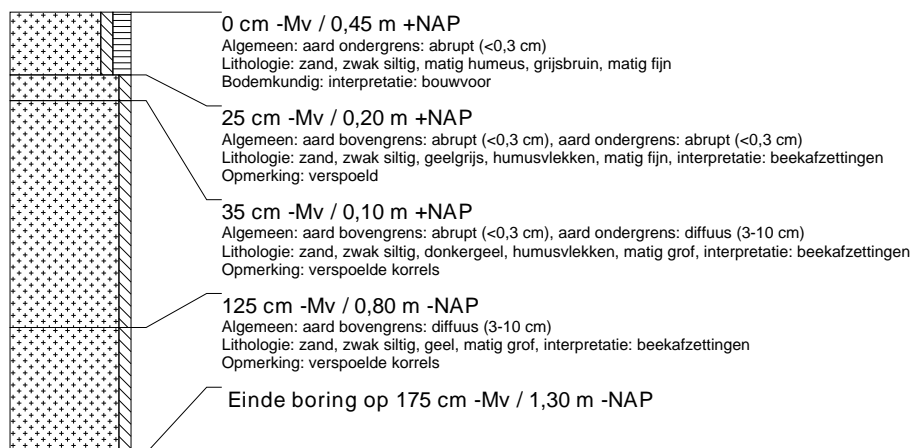 0 cm -Mv / 0,45 m +NAP
Algemeen: aard ondergrens: abrupt (<0,3 cm)
Lithologie: zand, zwak siltig, matig humeus, grijsbruin, matig fijn
Bodemkundig: interpretatie: bouwvoor
25 cm -Mv / 0,20 m +NAP
Algemeen: aard bovengrens: abrupt (<0,3 cm), aard ondergrens: abrupt (<0,3 cm)
Lithologie: zand, zwak siltig, geelgrijs, humusvlekken, matig fijn, interpretatie: beekafzettingen
Opmerking: verspoeld
35 cm -Mv / 0,10 m +NAP
Algemeen: aard bovengrens: abrupt (<0,3 cm), aard ondergrens: diffuus (3-10 cm)
Lithologie: zand, zwak siltig, donkergeel, humusvlekken, matig grof, interpretatie: beekafzettingen
Opmerking: verspoelde korrels
125 cm -Mv / 0,80 m -NAP
Algemeen: aard bovengrens: diffuus (3-10 cm)
Lithologie: zand, zwak siltig, geel, matig grof, interpretatie: beekafzettingen
Opmerking: verspoelde korrels
Einde boring op 175 cm -Mv / 1,30 m -NAP